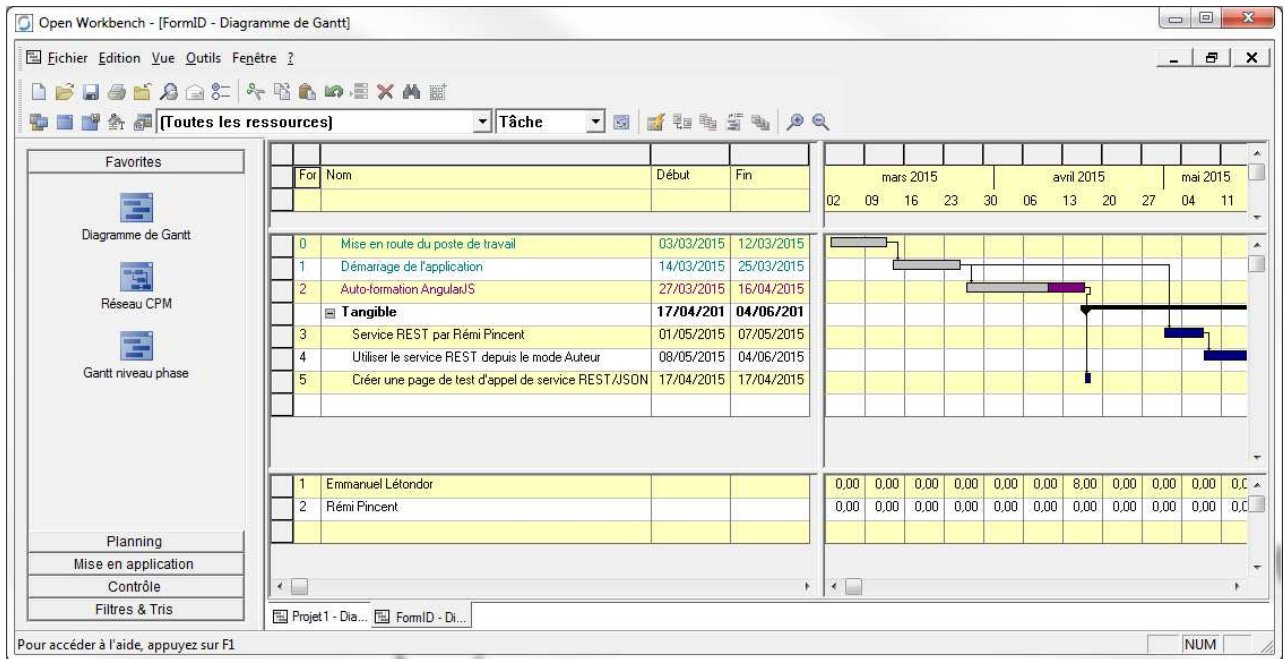 Open Workbench - [FormID - Diagramme de Gantt]
Fichier Edition Vue Outils Fenêtre ?
(Toutes les ressources) Tâche
Favorites
Diagramme de Gantt
Réseau CPM
Gantt niveau phase
Planning
Mise en application
Contrôle
Filtres & Tris
For Nom Début Fin
mars 2015 avril 2015 mai 2015
02 09 16 23 30 06 13 20 27 04 11
0 Mise en route du poste de travail 03/03/2015 12/03/2015
1 Démarrage de l'application 14/03/2015 25/03/2015
2 Auto-formation AngularJS 27/03/2015 16/04/2015
Tangible 17/04/201 04/06/201
3 Service REST par Rémi Pincent 01/05/2015 07/05/2015
4 Utiliser le service REST depuis le mode Auteur 08/05/2015 04/06/2015
5 Créer une page de test d'appel de service REST/JSON 17/04/2015 17/04/2015
1 Emmanuel Létondor 0,00 0,00 0,00 0,00 0,00 0,00 8,00 0,00 0,00 0,00 0,0
2 Rémi Pincent 0,00 0,00 0,00 0,00 0,00 0,00 0,00 0,00 0,00 0,00 0,0
Projet1 - Dia... FormID - Di...
Pour accéder à l'aide, appuyez sur F1
NUM